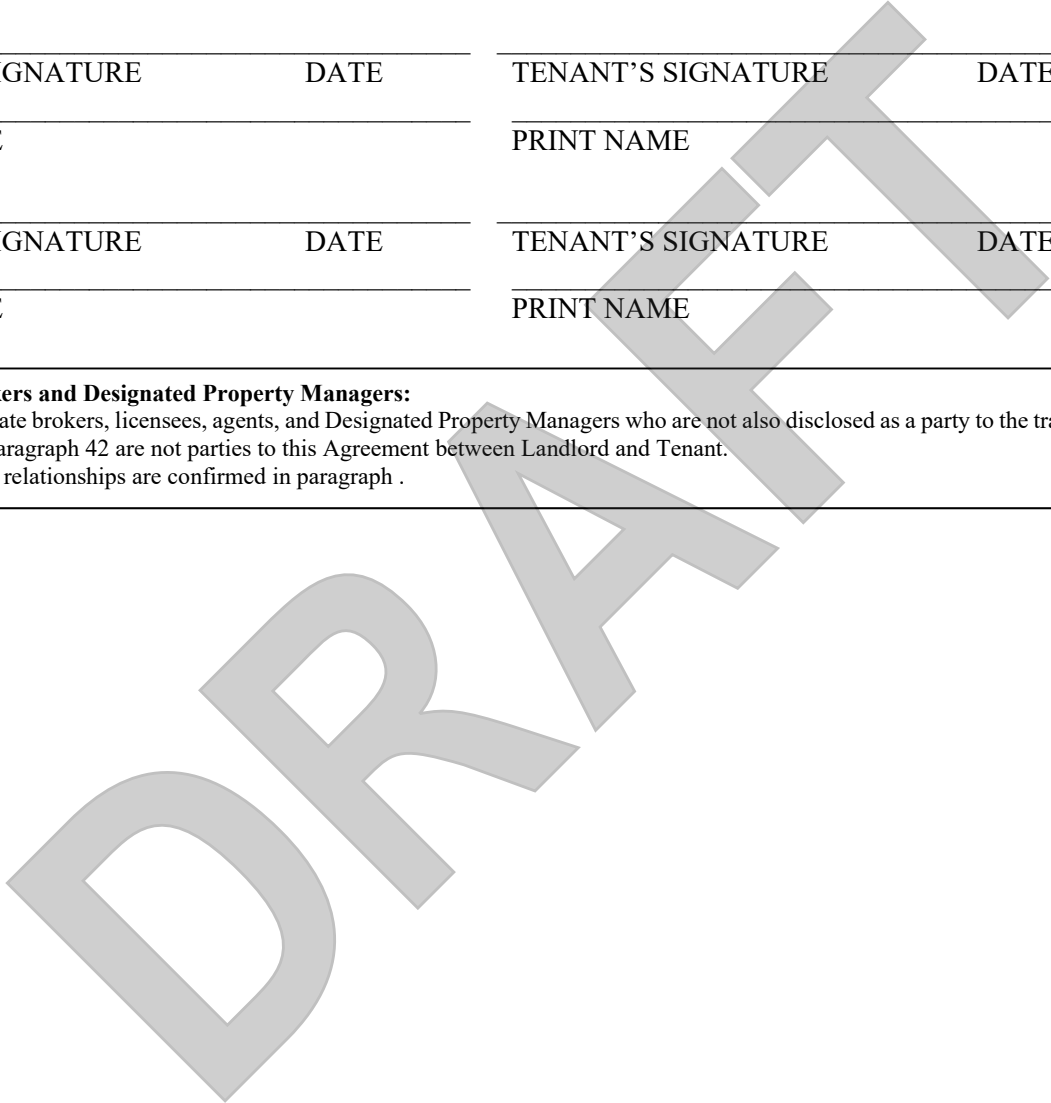 IGNATURE DATE TENANT’S SIGNATURE DATE
E PRINT NAME
IGNATURE DATE TENANT’S SIGNATURE DATE
E PRINT NAME
kers and Designated Property Managers:
ate brokers, licensees, agents, and Designated Property Managers who are not also disclosed as a party to the tra
aragraph 42 are not parties to this Agreement between Landlord and Tenant.
relationships are confirmed in paragraph .
DRAFT